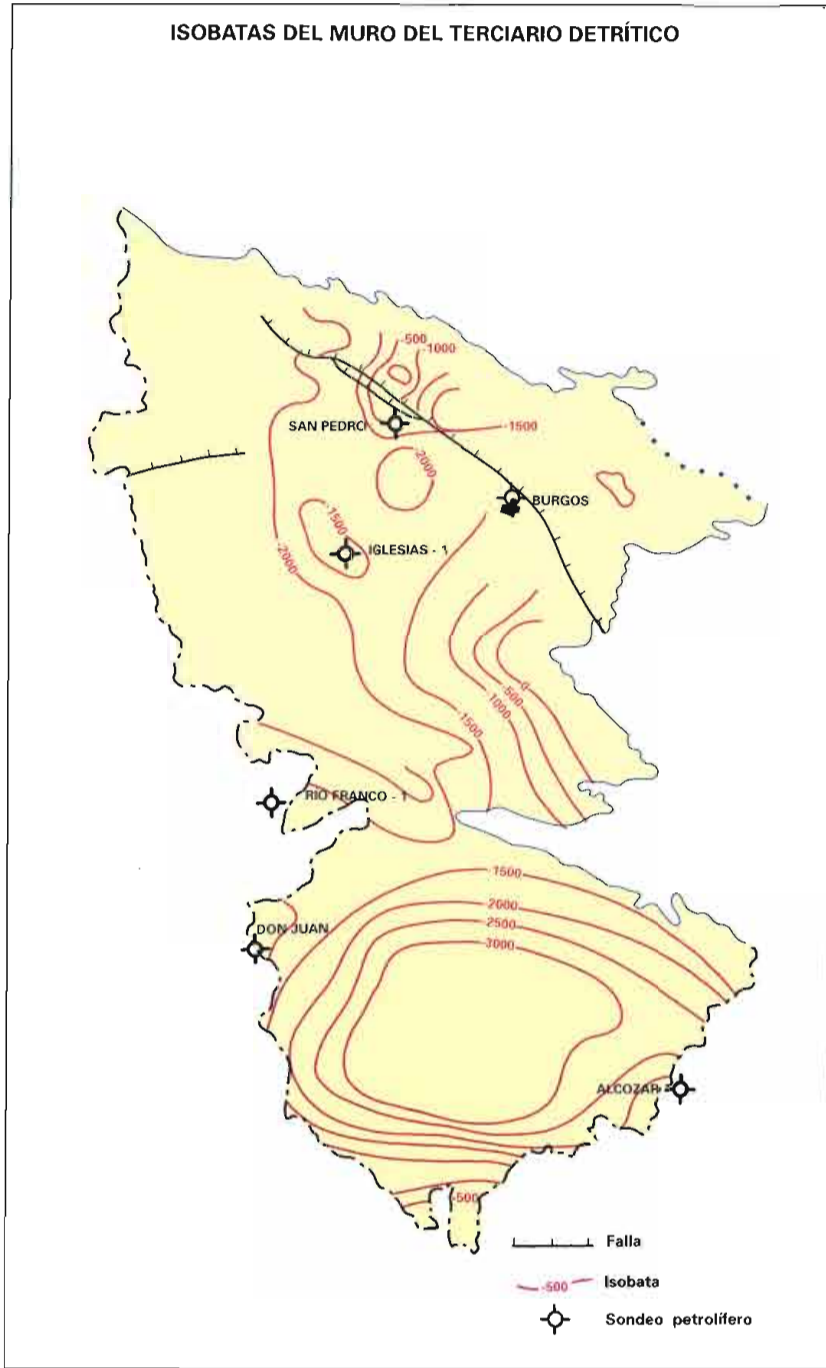 ISOBATAS DEL MURO DEL TERCIARIO DETRÍTICO
-500
-1000
SAN PEDRO
-1500
-2000
BURGOS
-1500
IGLESIAS - 1
-2000
0
-500
1000
-1500
RIO FRANCO - 1
-1500
2000
2500
3000
DON JUAN
ALCOZAR
-500
Falla
-500
Isobata
Sondeo petrolífero